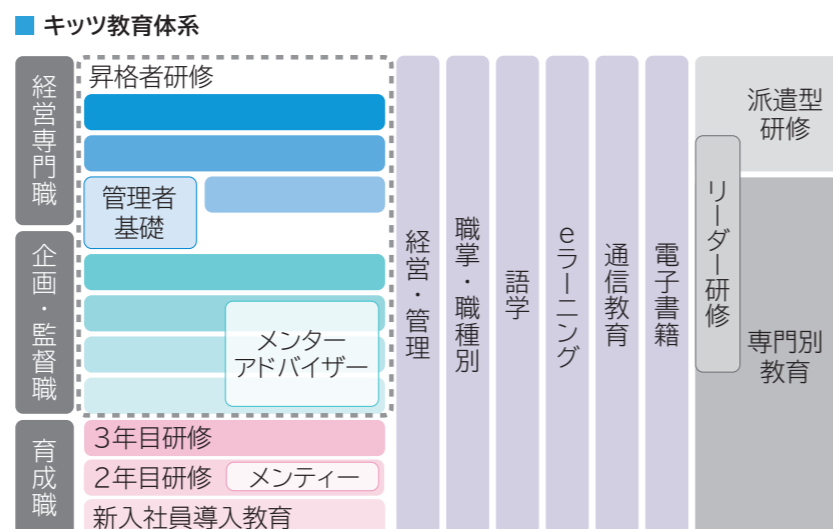 キッツ教育体系
経営専門職
企画・監督職
育成職
昇格者研修
管理者
基礎
メンター
アドバイザー
3年目研修
2年目研修
メンティー
新入社員導入教育
経営・管理
職掌・職種別
語学
eラーニング
通信教育
電子書籍
リーダー研修
派遣型
研修
専門別
教育